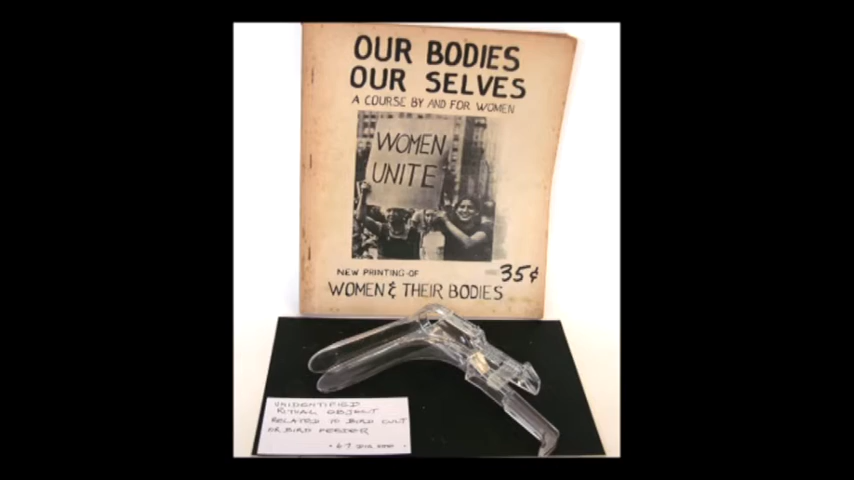 OUR BODIES
OUR SELVES
A COURSE BY AND FOR WOMEN
WOMEN
UNITE
NEW PRINTING OF
35¢
WOMEN & THEIR BODIES
UNIDENTIFIED
RITUAL OBJECT
RELATED TO BIRD CULT
OR BIRD FEEDER